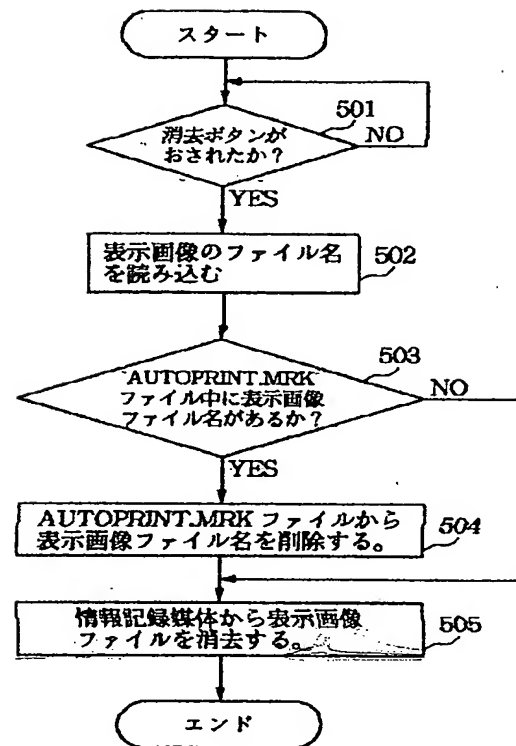 スタート
501
消去ボタンが
おされたか？
NO
YES
表示画像のファイル名
を読み込む
502
503
AUTOPRINT.MRK
ファイル中に表示画像
ファイル名があるか？
NO
YES
AUTOPRINT.MRK ファイルから
表示画像ファイル名を削除する。
504
情報記録媒体から表示画像
ファイルを消去する。
505
エンド